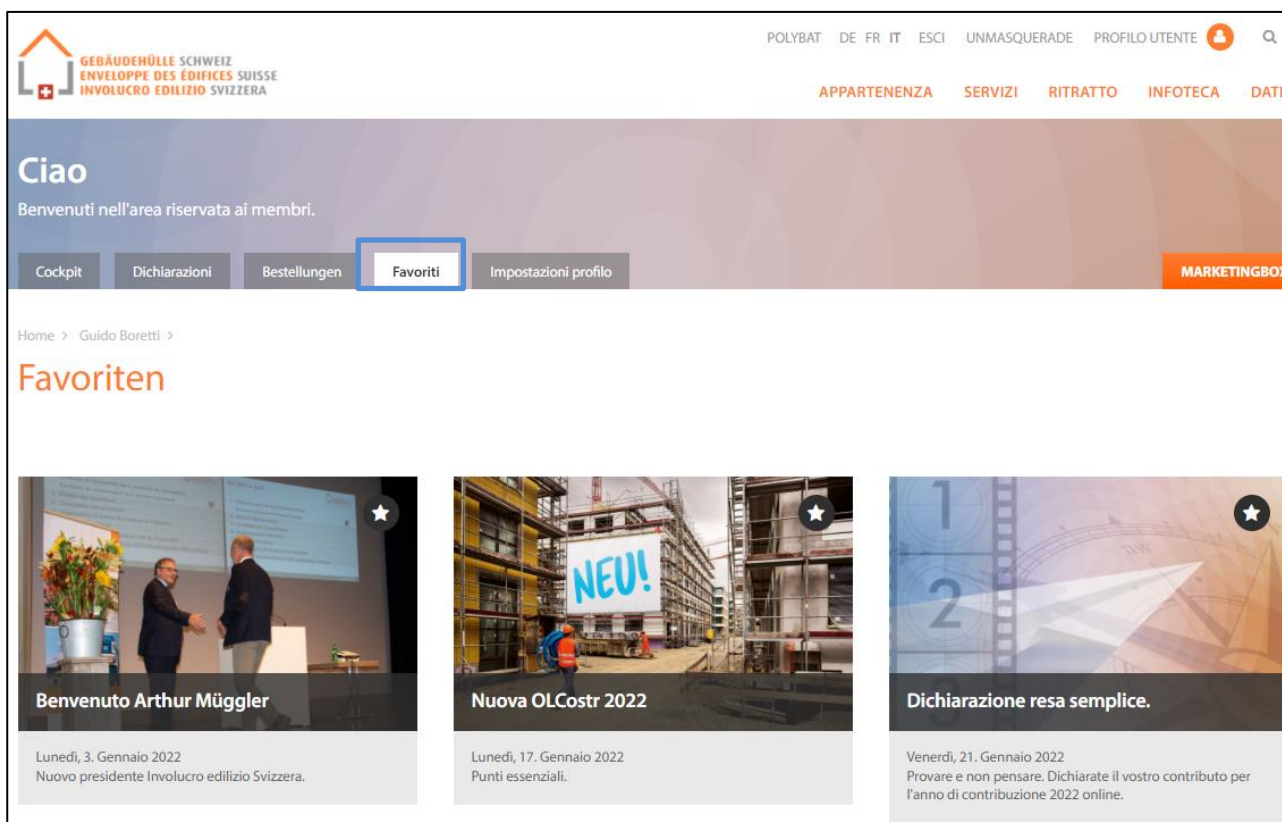 POLYBAT DE FR IT ESCI UNMASQUERADE PROFILO UTENTE
GEBÄUDEHÜLLE SCHWEIZ
ENVELOPPE DES ÉDIFICES SUISSE
INVOLUCRO EDILIZIO SVIZZERA
APPARTENENZA SERVIZI RITRATTO INFOTECA DATI
Ciao
Benvenuti nell'area riservata ai membri.
Cockpit Dichiarazioni Bestellungen Favoriti Impostazioni profilo MARKETINGBOX
Home > Guido Boretti >
Favoriten
NEU!
1
2
Benvenuto Arthur Müggler
Nuova OLCostr 2022
Dichiarazione resa semplice.
Lunedì, 3. Gennaio 2022
Nuovo presidente Involucro edilizio Svizzera.
Lunedì, 17. Gennaio 2022
Punti essenziali.
Venerdì, 21. Gennaio 2022
Provare e non pensare. Dichiarate il vostro contributo per
l'anno di contribuzione 2022 online.